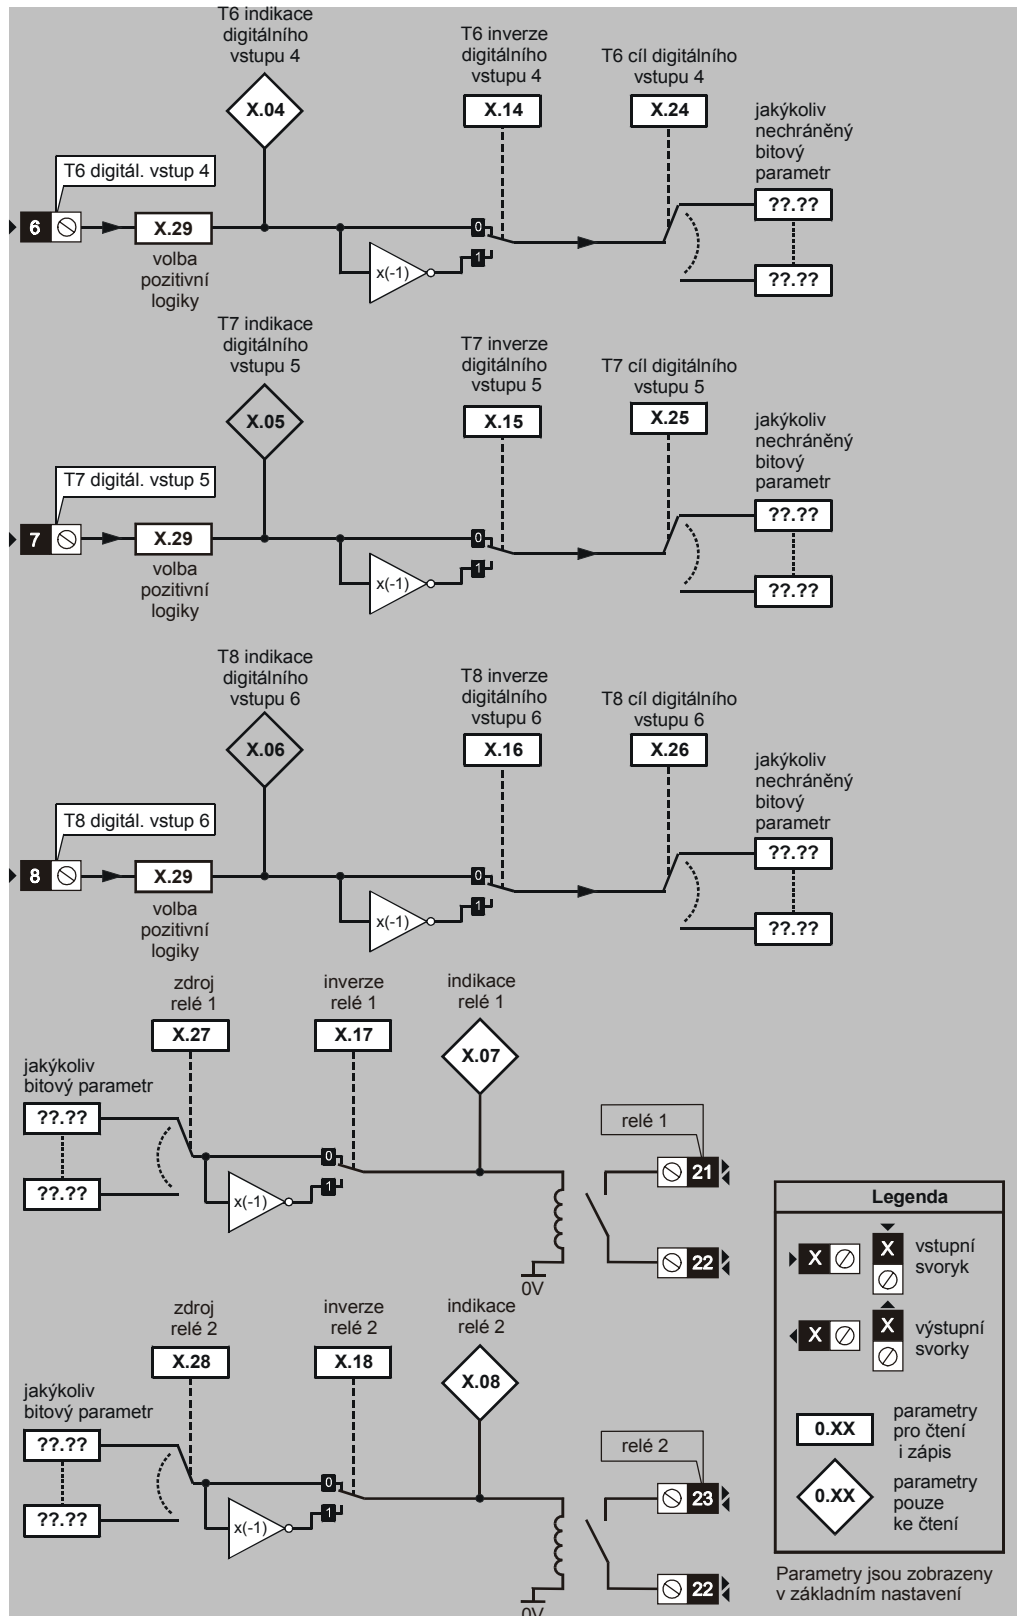 T6 indikace
digitálního
vstupu 4
T6 inverze
digitálního
vstupu 4
T6 cíl digitálního
vstupu 4
X.04
X.14
X.24
jakýkoliv
nechráněný
bitový
parametr
T6 digitál. vstup 4
6
X.29
0
1
x(-1)
??.??
??.??
volba
pozitivní
logiky
T7 indikace
digitálního
vstupu 5
T7 inverze
digitálního
vstupu 5
T7 cíl digitálního
vstupu 5
X.05
X.15
X.25
jakýkoliv
nechráněný
bitový
parametr
T7 digitál. vstup 5
7
X.29
0
1
x(-1)
??.??
??.??
volba
pozitivní
logiky
T8 indikace
digitálního
vstupu 6
T8 inverze
digitálního
vstupu 6
T8 cíl digitálního
vstupu 6
X.06
X.16
X.26
jakýkoliv
nechráněný
bitový
parametr
T8 digitál. vstup 6
8
X.29
0
1
x(-1)
??.??
??.??
volba
pozitivní
logiky
zdroj
relé 1
inverze
relé 1
indikace
relé 1
X.27
X.17
X.07
jakýkoliv
bitový parametr
??.??
??.??
0
1
x(-1)
relé 1
21
22
0V
zdroj
relé 2
inverze
relé 2
indikace
relé 2
X.28
X.18
X.08
jakýkoliv
bitový parametr
??.??
??.??
0
1
x(-1)
relé 2
23
22
0V
Legenda
X
X
vstupní
svoryk
X
X
výstupní
svorky
0.XX
parametry
pro čtení
i zápis
0.XX
parametry
pouze
ke čtení
Parametry jsou zobrazeny
v základním nastavení